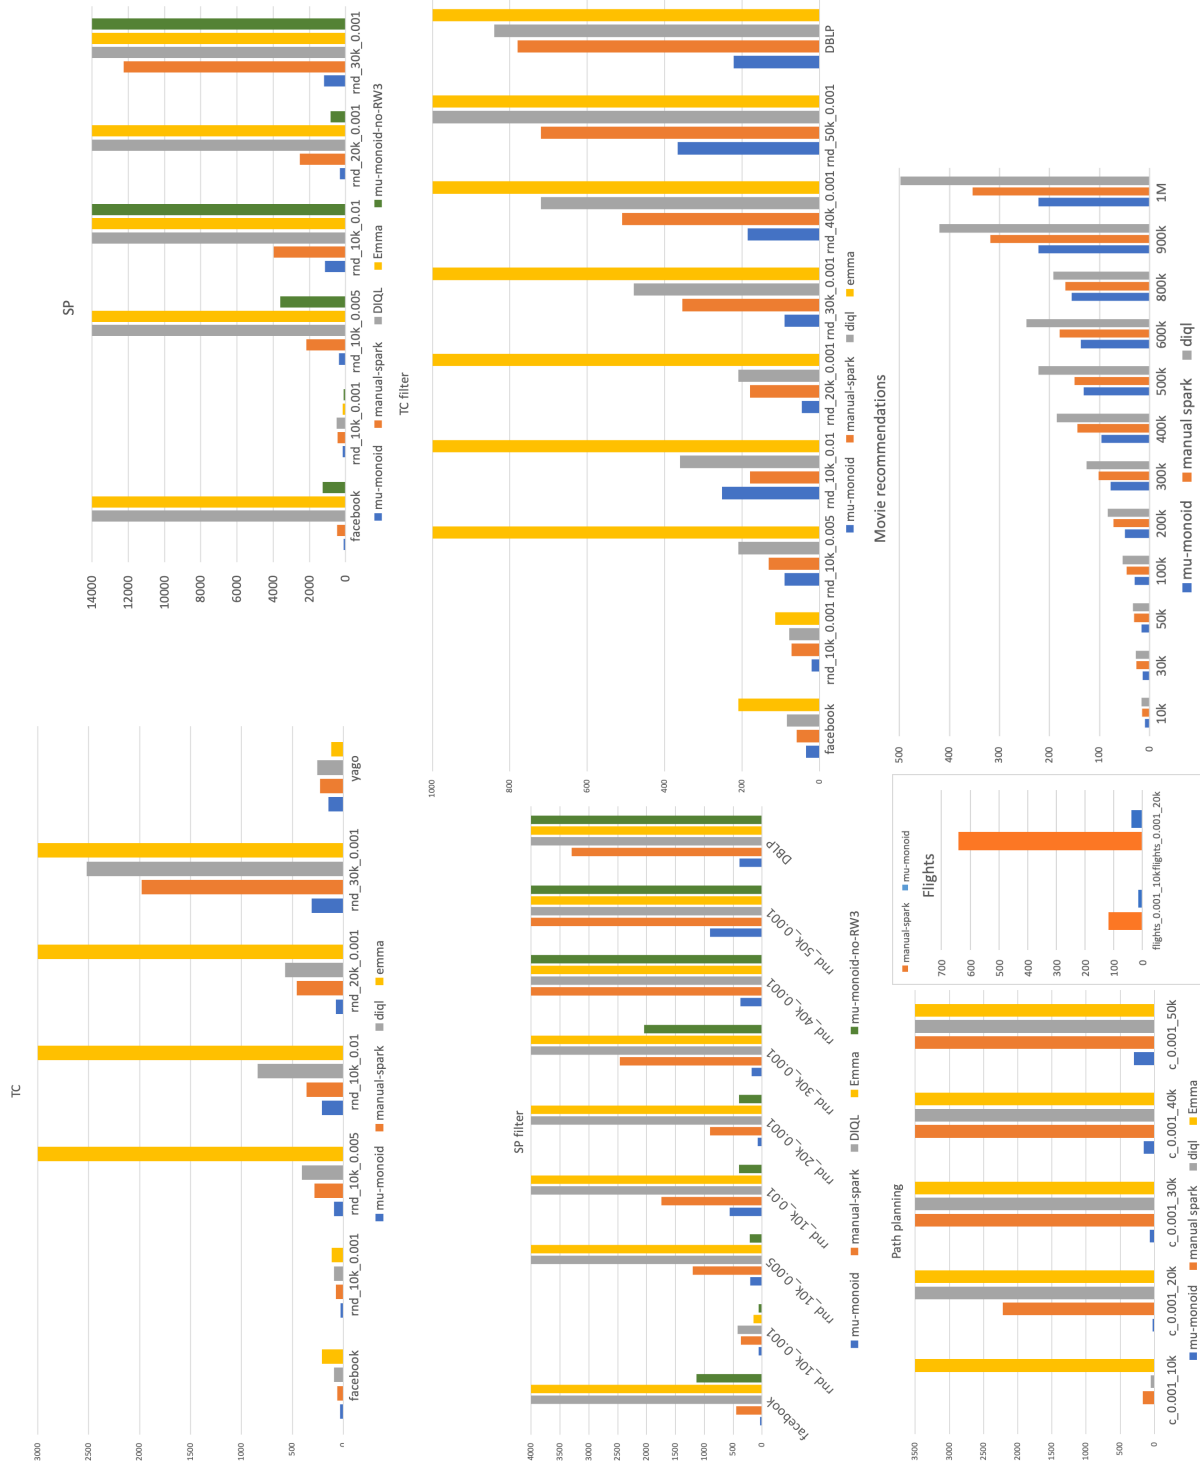 TC
3000
2500
2000
1500
1000
500
0
facebook
rnd_10k_0.001
rnd_10k_0.005
rnd_10k_0.01
rnd_20k_0.001
rnd_30k_0.001
yago
mu-monoid manual-spark diql emma
SP
14000
12000
10000
8000
6000
4000
2000
0
facebook
rnd_10k_0.001
rnd_10k_0.005
rnd_10k_0.01
rnd_20k_0.001
rnd_30k_0.001
mu-monoid manual-spark DIQL Emma mu-monoid-no-RW3
SP filter
4000
3500
3000
2500
2000
1500
1000
500
0
facebook
rnd_10k_0.001
rnd_10k_0.005
rnd_10k_0.01
rnd_20k_0.001
rnd_30k_0.001
rnd_40k_0.001
rnd_50k_0.001
DBLP
mu-monoid manual-spark DIQL Emma mu-monoid-no-RW3
TC filter
1000
800
600
400
200
0
facebook
rnd_10k_0.001
rnd_10k_0.005
rnd_10k_0.01
rnd_20k_0.001
rnd_30k_0.001
rnd_40k_0.001
rnd_50k_0.001
DBLP
mu-monoid manual-spark diql emma
Path planning
3500
3000
2500
2000
1500
1000
500
0
c_0.001_10k
c_0.001_20k
c_0.001_30k
c_0.001_40k
c_0.001_50k
mu-monoid manual spark diql Emma
manual-spark mu-monoid
Flights
700
600
500
400
300
200
100
0
flights_0.001_10k
flights_0.001_20k
Movie recommendations
500
400
300
200
100
0
10k
30k
50k
100k
200k
300k
400k
500k
600k
800k
900k
1M
mu-monoid manual spark diql